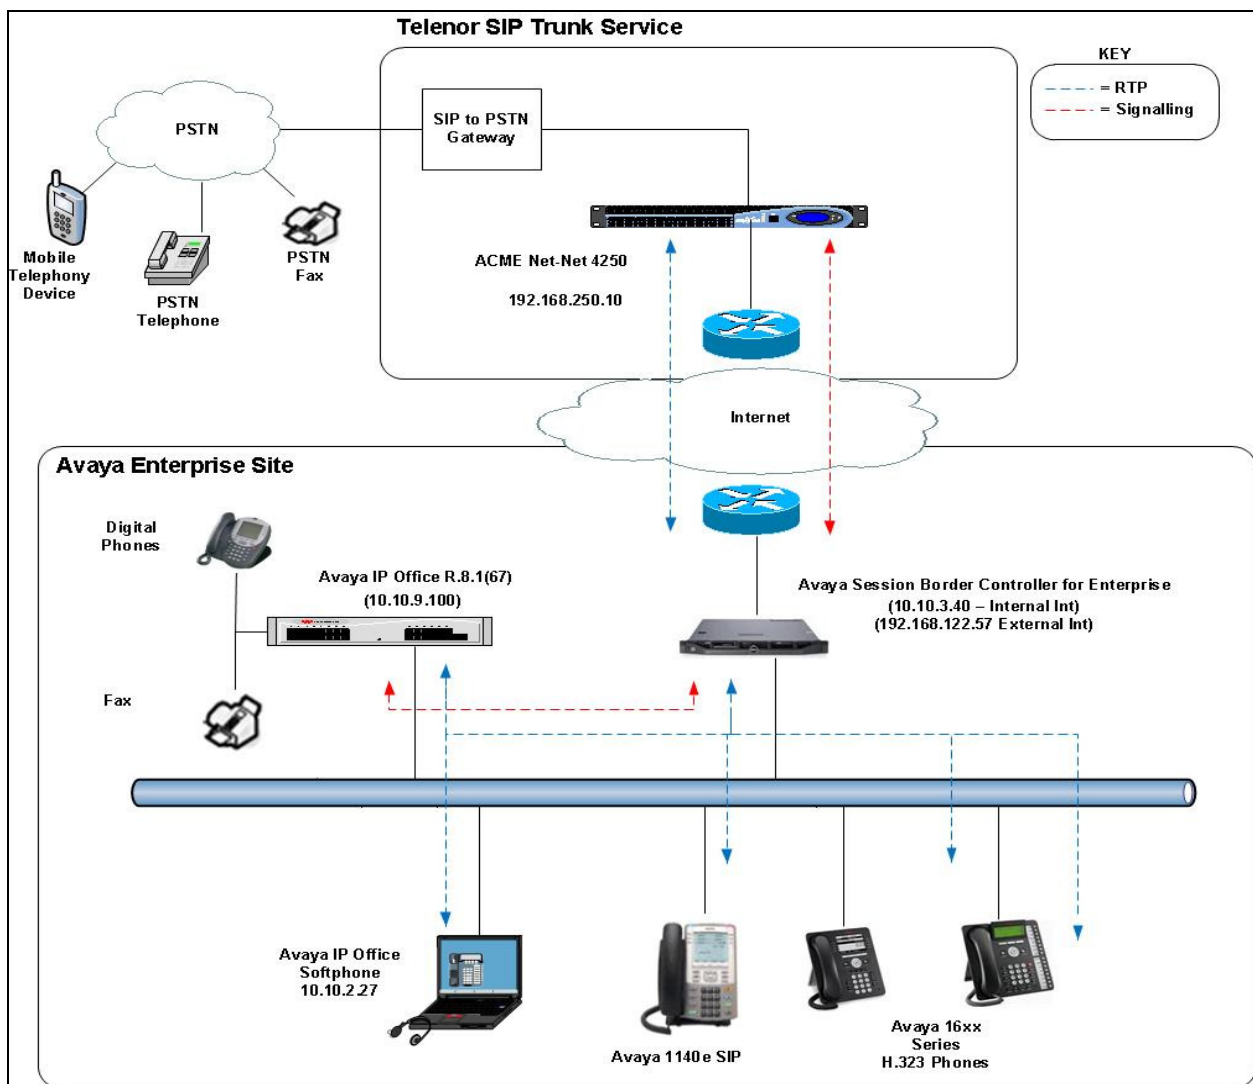 Telenor SIP Trunk Service
KEY
= RTP
= Signalling
PSTN
SIP to PSTN
Gateway
Mobile
Telephony
Device
PSTN
Telephone
PSTN
Fax
ACME Net-Net 4250
192.168.250.10
Internet
Avaya Enterprise Site
Digital
Phones
Avaya IP Office R.8.1(67)
(10.10.9.100)
Avaya Session Border Controller for Enterprise
(10.10.3.40 – Internal Int)
(192.168.122.57 External Int)
Fax
Avaya IP Office
Softphone
10.10.2.27
Avaya 1140e SIP
Avaya 16xx
Series
H.323 Phones